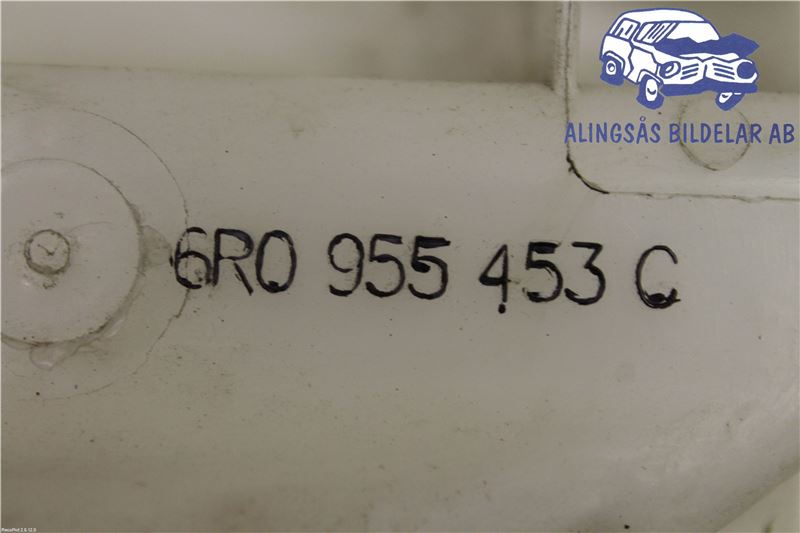 ALINGSÅS BILDELAR AB
6R0 955 453 C